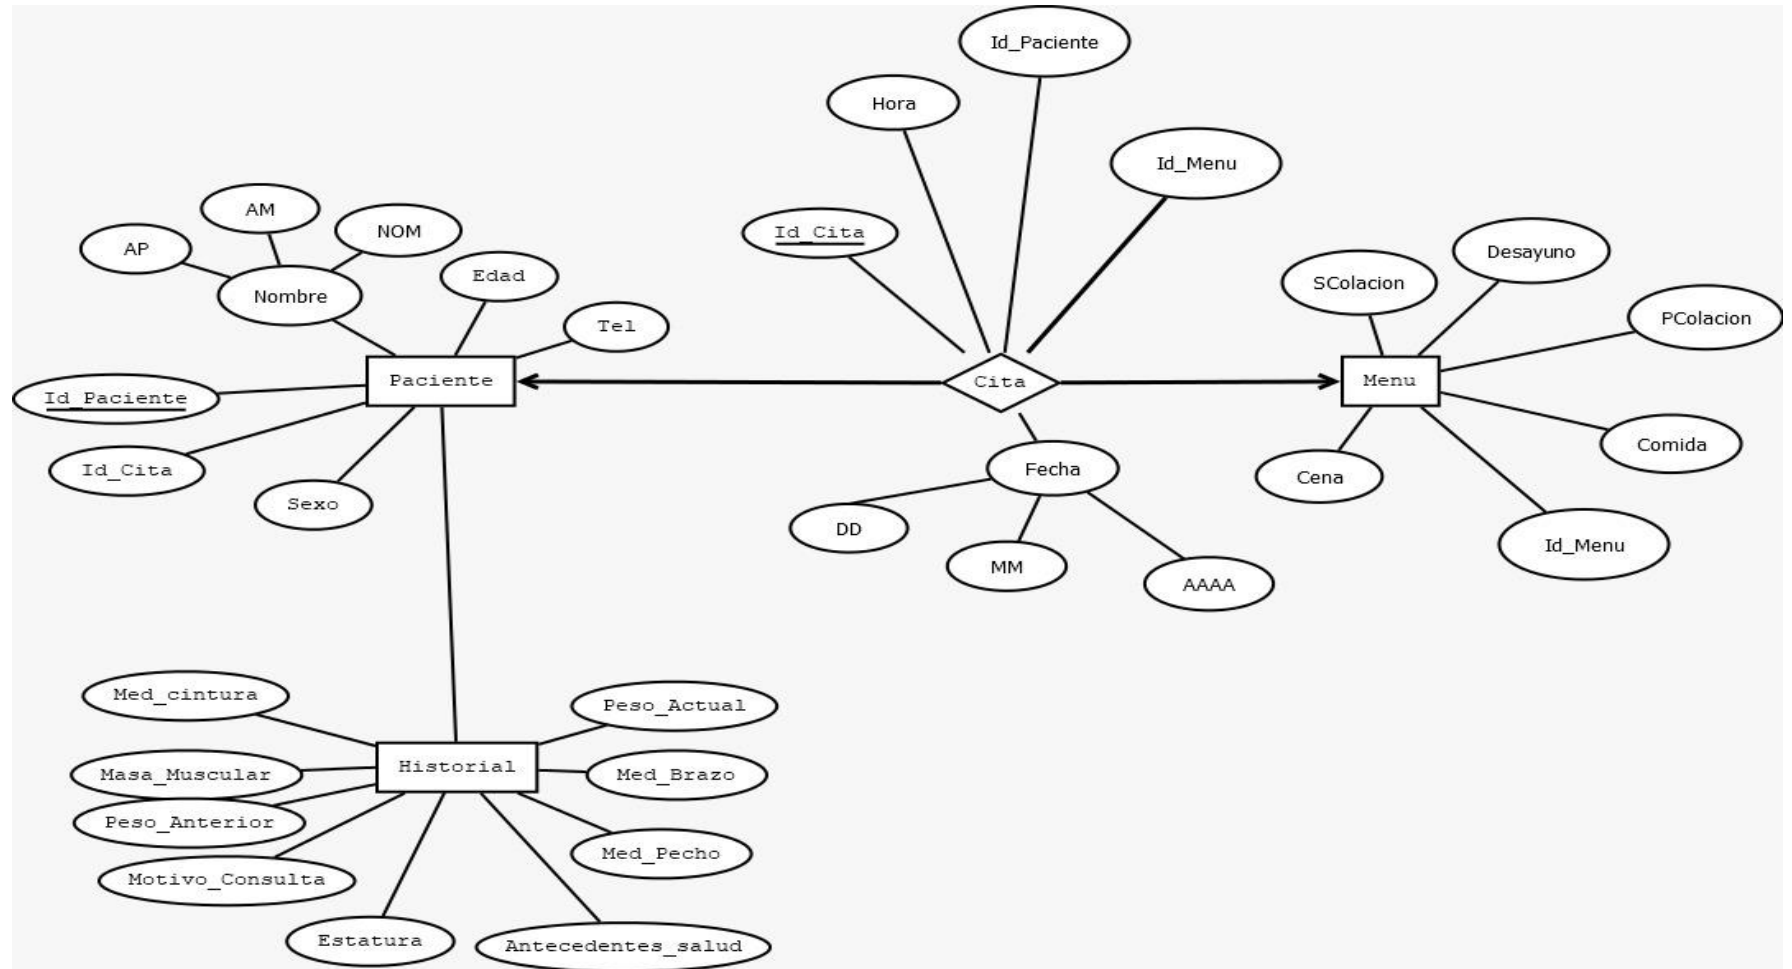 Id_Paciente
Hora
Id_Menu
Id_Cita
AM
NOM
AP
Nombre
Edad
Tel
Paciente
Id_Paciente
Id_Cita
Sexo
Cita
Fecha
DD
MM
AAAA
SColacion
Desayuno
PColacion
Menu
Comida
Cena
Id_Menu
Med_cintura
Peso_Actual
Historial
Masa_Muscular
Med_Brazo
Peso_Anterior
Med_Pecho
Motivo_Consulta
Estatura
Antecedentes_salud